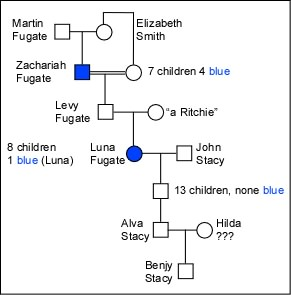 Martin
Fugate
Elizabeth
Smith
Zachariah
Fugate
7 children 4 blue
Levy
Fugate
“a Ritchie”
8 children
1 blue (Luna)
Luna
Fugate
John
Stacy
13 children, none blue
Alva
Stacy
Hilda
???
Benjy
Stacy